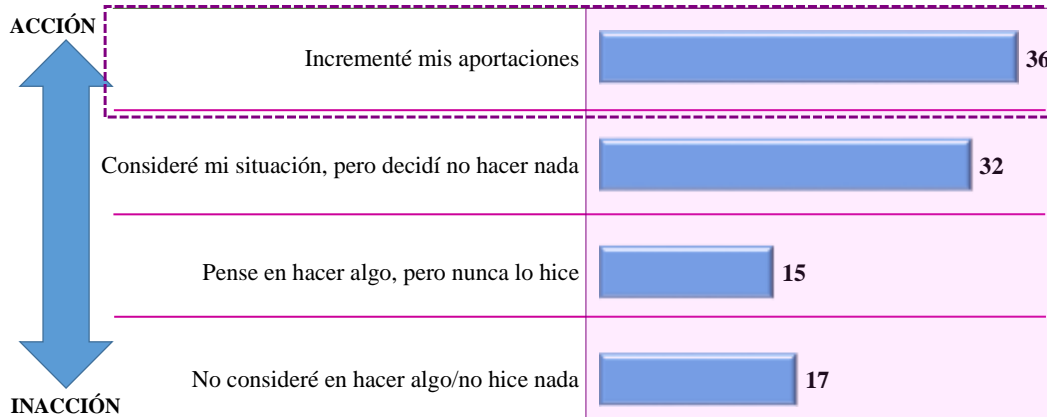 ACCIÓN
Incrementé mis aportaciones 36
Consideré mi situación, pero decidí no hacer nada 32
Pense en hacer algo, pero nunca lo hice 15
No consideré en hacer algo/no hice nada 17
INACCIÓN